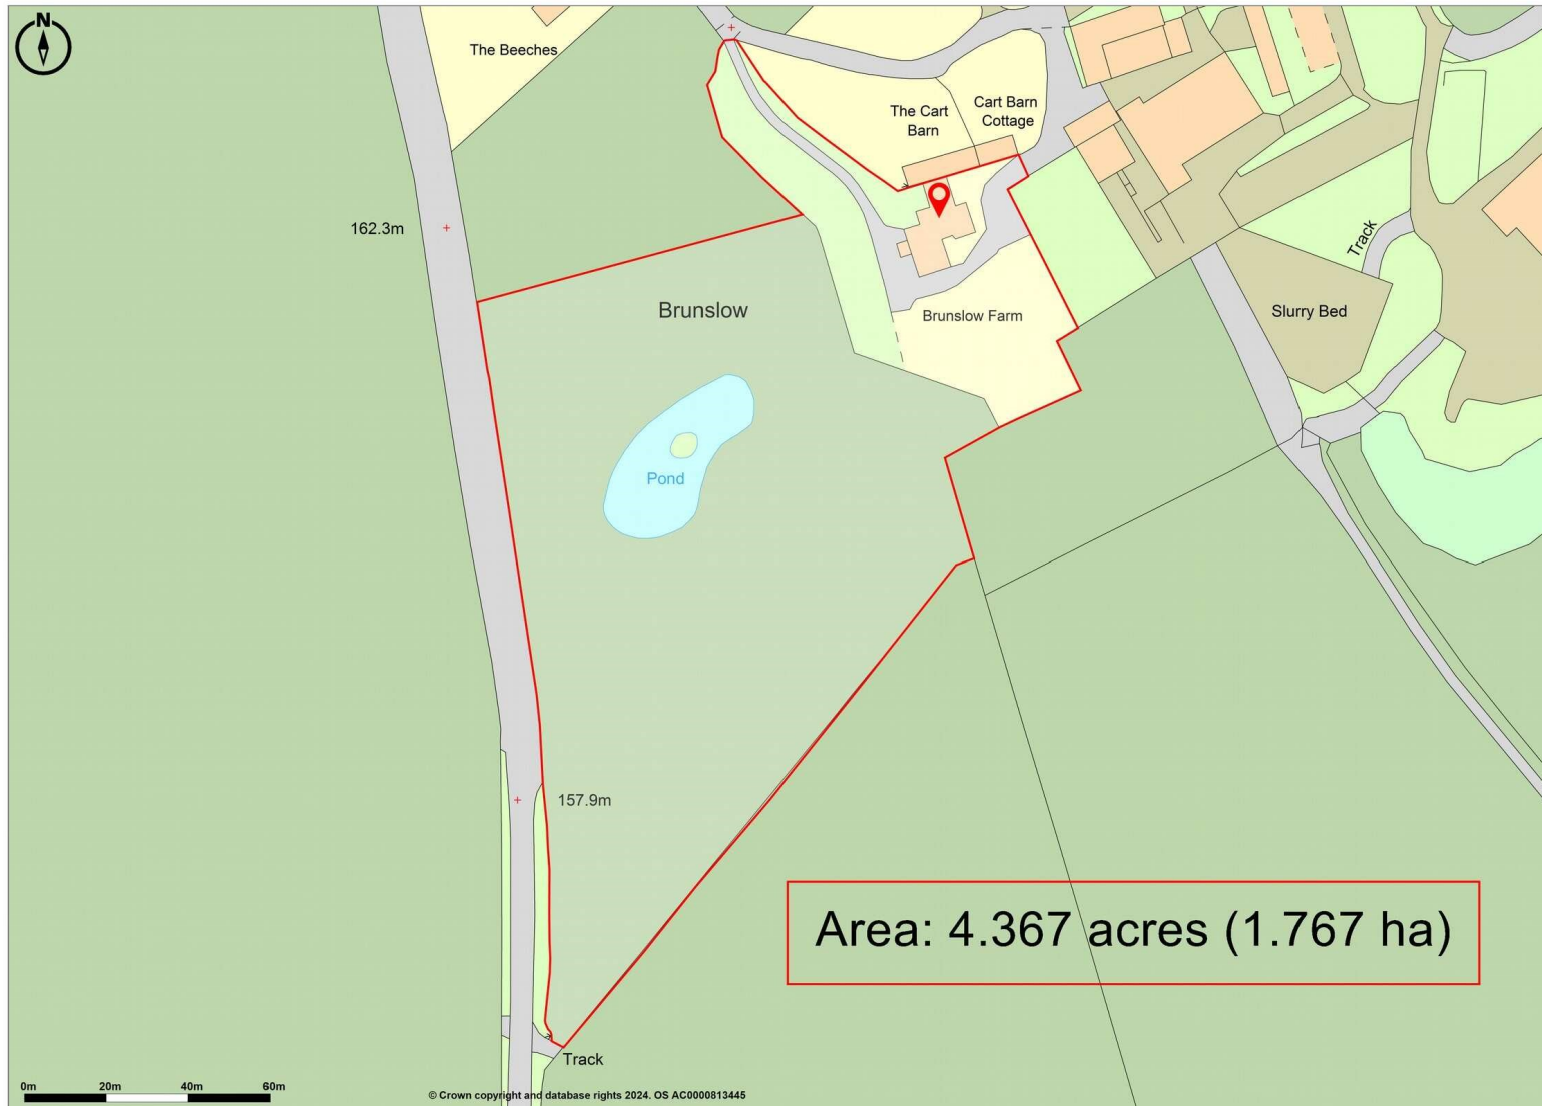 N
The Beeches
The Cart
Barn
Cart Barn
Cottage
162.3m
Track
Brunslow
Brunslow Farm
Slurry Bed
Pond
157.9m
Area: 4.367 acres (1.767 ha)
Track
0m 20m 40m 60m
© Crown copyright and database rights 2024. OS AC0000813445